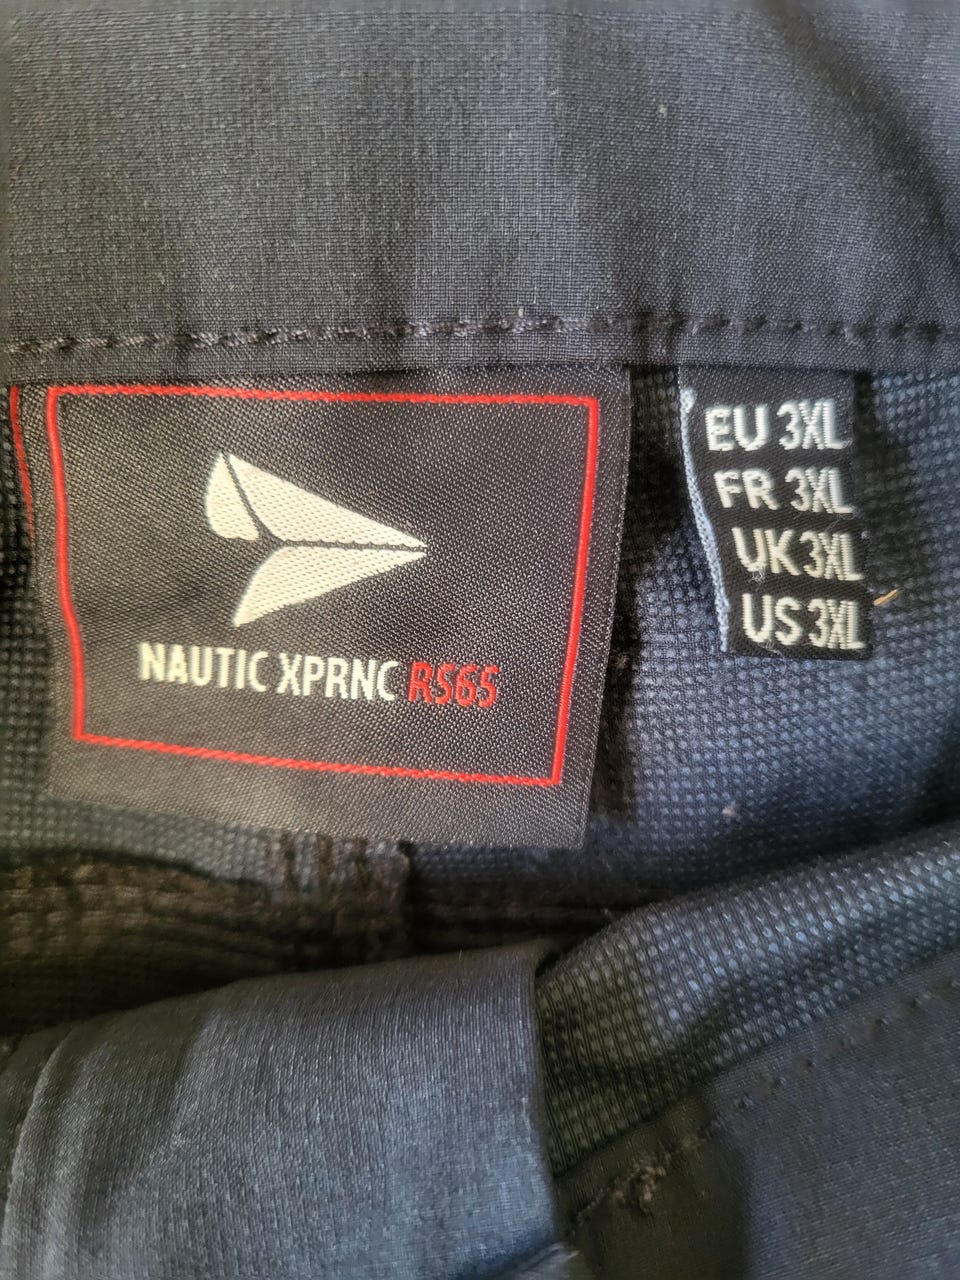 NAUTIC XPRNC RS65
EU 3XL
FR 3XL
UK 3XL
US 3XL